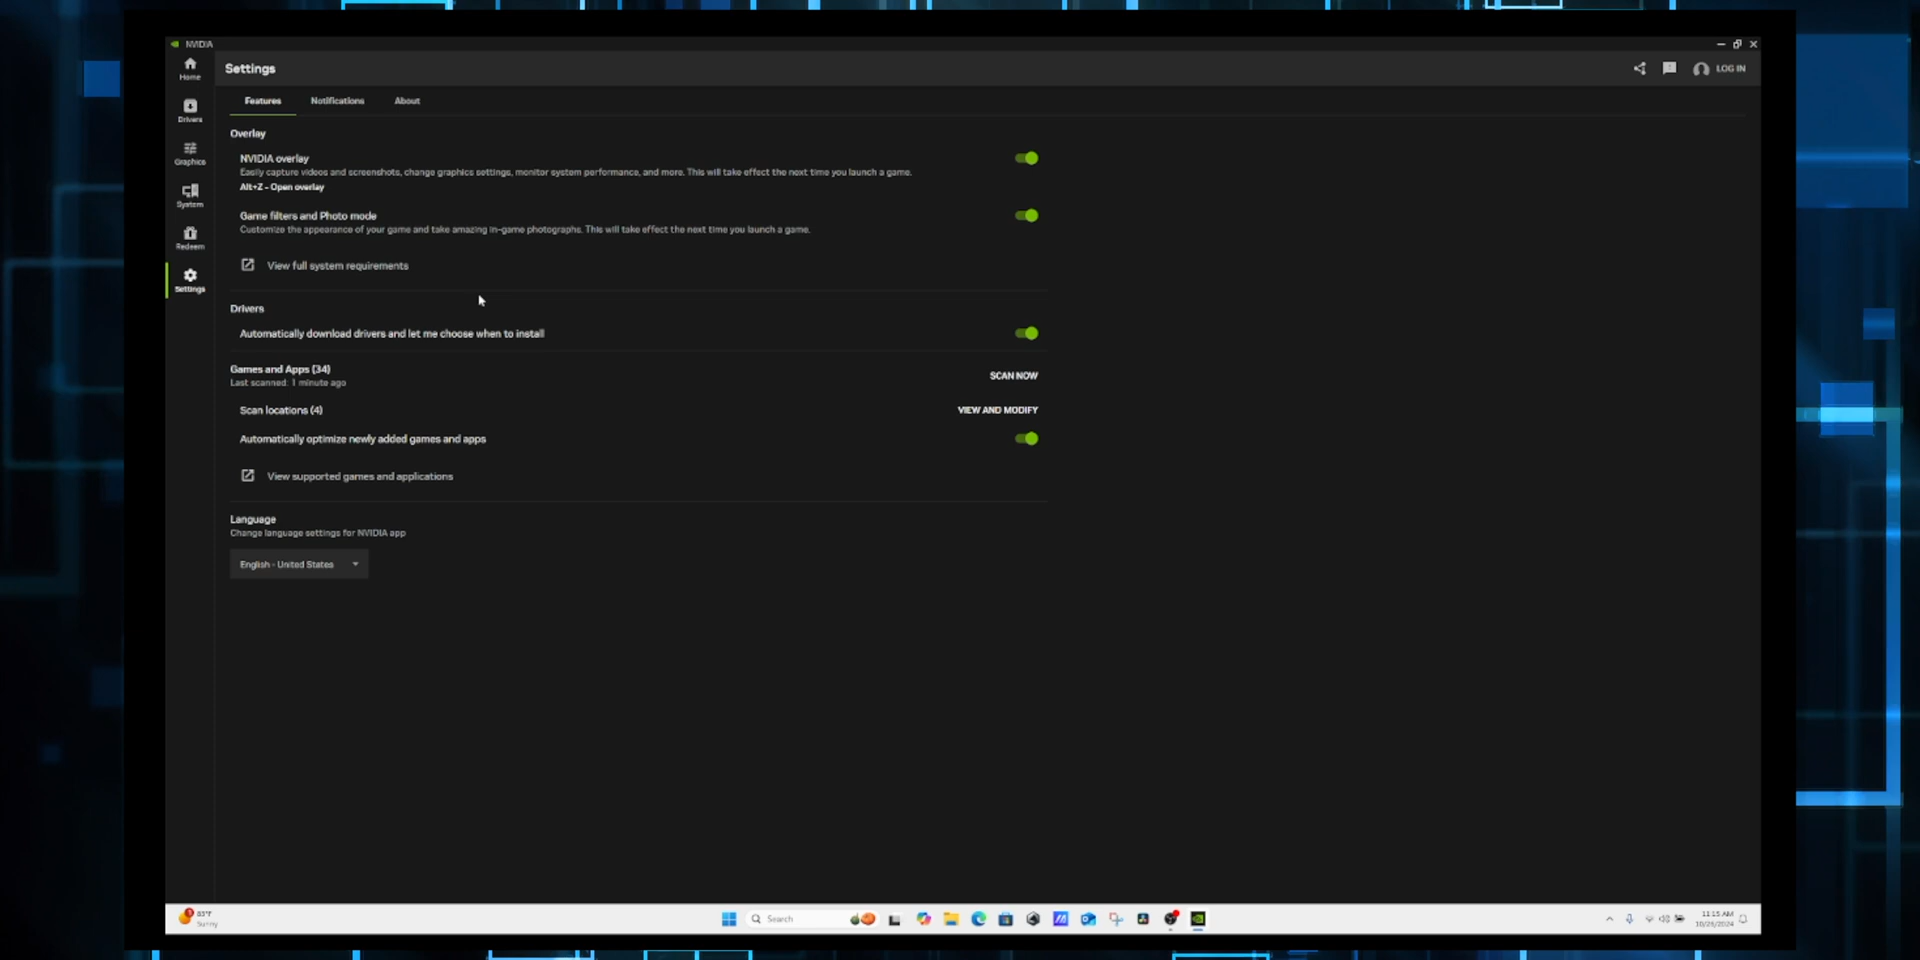 NVIDIA
Home
Settings
LOG IN
Features
Notifications
About
Drivers
Graphics
System
Redeem
Settings
Overlay
NVIDIA overlay
Easily capture videos and screenshots, change graphics settings, monitor system performance, and more. This will take effect the next time you launch a game.
Alt+Z - Open overlay
Game filters and Photo mode
Customize the appearance of your game and take amazing in-game photographs. This will take effect the next time you launch a game.
View full system requirements
Drivers
Automatically download drivers and let me choose when to install
Games and Apps (34)
Last scanned: 1 minute ago
SCAN NOW
Scan locations (4)
VIEW AND MODIFY
Automatically optimize newly added games and apps
View supported games and applications
Language
Change language settings for NVIDIA app
English - United States
Sunny
Search
11:15 AM